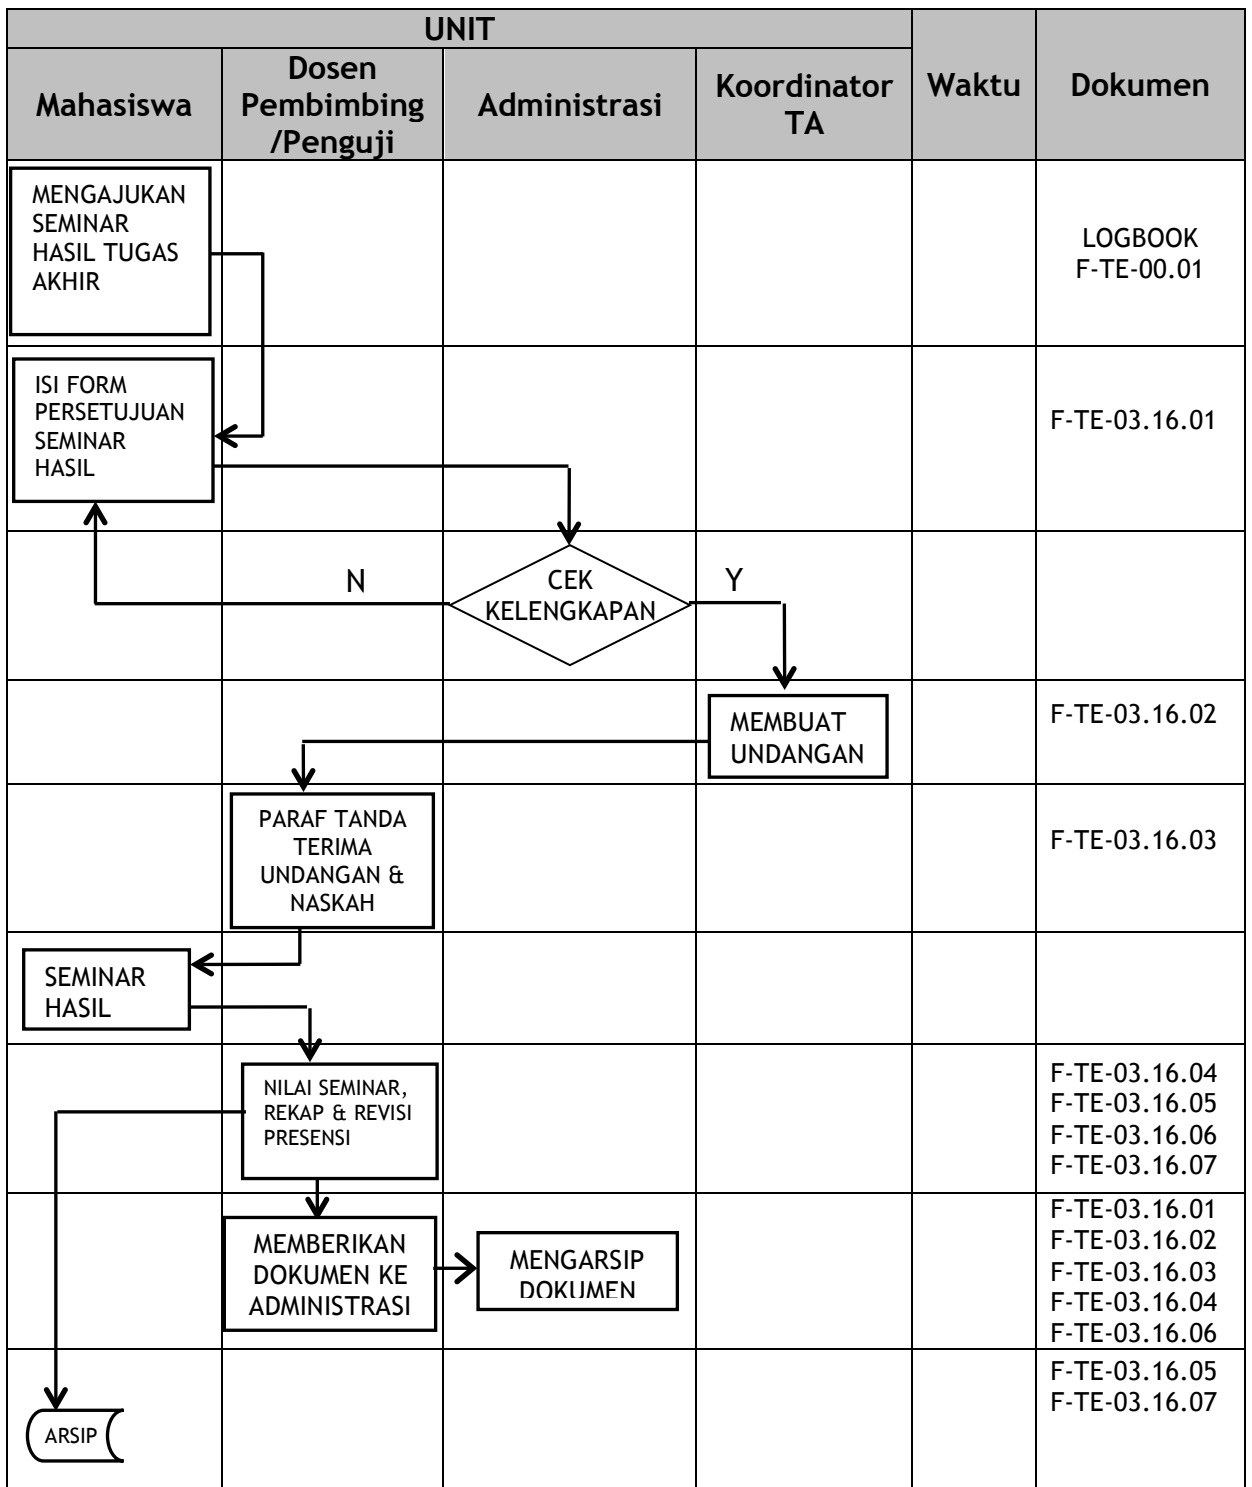 UNIT
Mahasiswa
Dosen
Pembimbing
/Penguji
Administrasi
Koordinator
TA
Waktu
Dokumen
MENGAJUKAN
SEMINAR
HASIL TUGAS
AKHIR
LOGBOOK
F-TE-00.01
ISI FORM
PERSETUJUAN
SEMINAR
HASIL
F-TE-03.16.01
N
CEK
KELENGKAPAN
Y
MEMBUAT
UNDANGAN
F-TE-03.16.02
PARAF TANDA
TERIMA
UNDANGAN &
NASKAH
F-TE-03.16.03
SEMINAR
HASIL
NILAI SEMINAR,
REKAP & REVISI
PRESENSI
F-TE-03.16.04
F-TE-03.16.05
F-TE-03.16.06
F-TE-03.16.07
MEMBERIKAN
DOKUMEN KE
ADMINISTRASI
MENGARSIP
DOKUMEN
F-TE-03.16.01
F-TE-03.16.02
F-TE-03.16.03
F-TE-03.16.04
F-TE-03.16.06
ARSIP
F-TE-03.16.05
F-TE-03.16.07